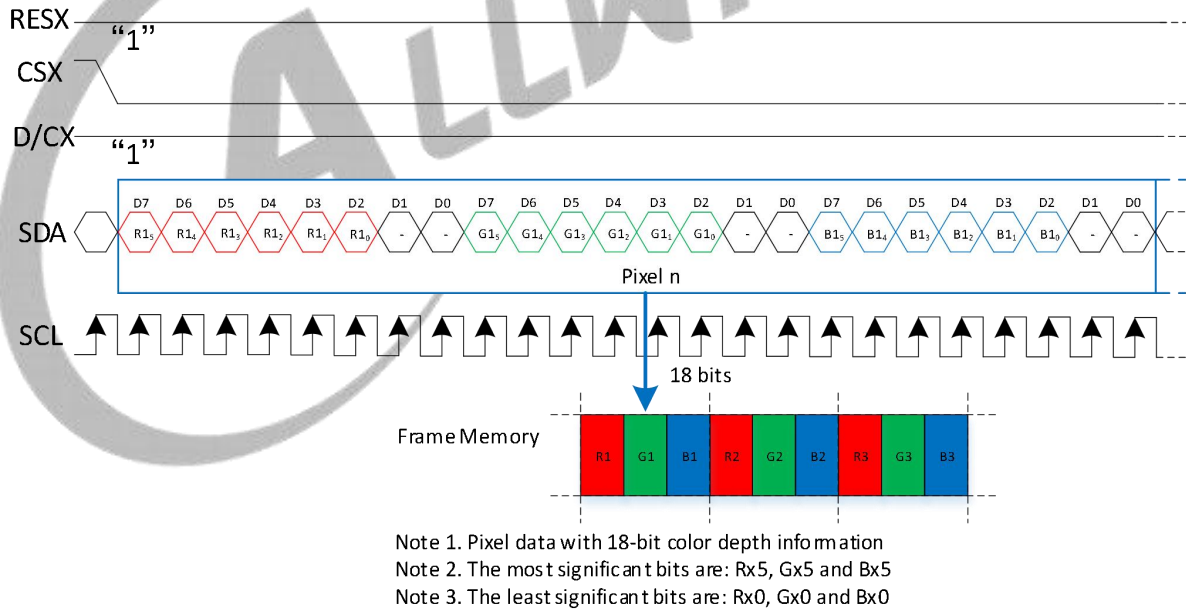 RESX
“1”
CSX
D/CX
“1”
D7 D6 D5 D4 D3 D2 D1 D0 D7 D6 D5 D4 D3 D2 D1 D0 D7 D6 D5 D4 D3 D2 D1 D0
SDA R1₅ R1₄ R1₃ R1₂ R1₁ R1₀ - - G1₅ G1₄ G1₃ G1₂ G1₁ G1₀ - - B1₅ B1₄ B1₃ B1₂ B1₁ B1₀ - -
Pixel n
SCL
18 bits
Frame Memory
R1 G1 B1 R2 G2 B2 R3 G3 B3
Note 1. Pixel data with 18-bit color depth information
Note 2. The most significant bits are: Rx5, Gx5 and Bx5
Note 3. The least significant bits are: Rx0, Gx0 and Bx0